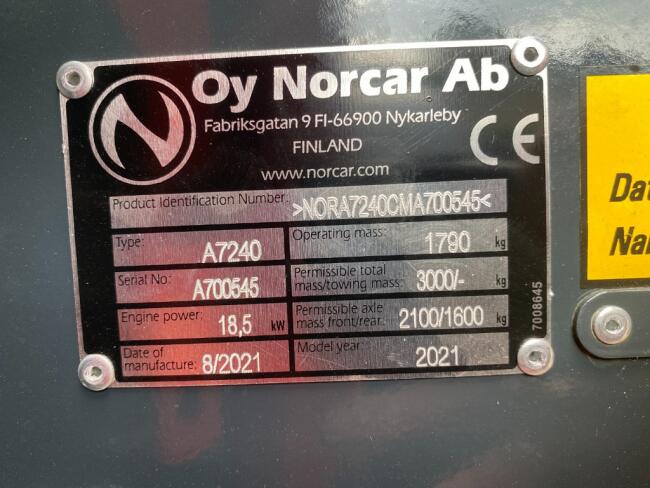 Oy Norcar Ab
Fabriksgatan 9 FI-66900 Nykarleby
FINLAND
www.norcar.com
CE
Product Identification Number: >NORA7240CMA700545<
Type: A7240
Operating mass: 1790 kg
Serial No: A700545
Permissible total mass/towing mass: 3000/- kg
Engine power: 18,5 kW
Permissible axle mass front/rear: 2100/1600 kg
Date of manufacture: 8/2021
Model year 2021
7008645